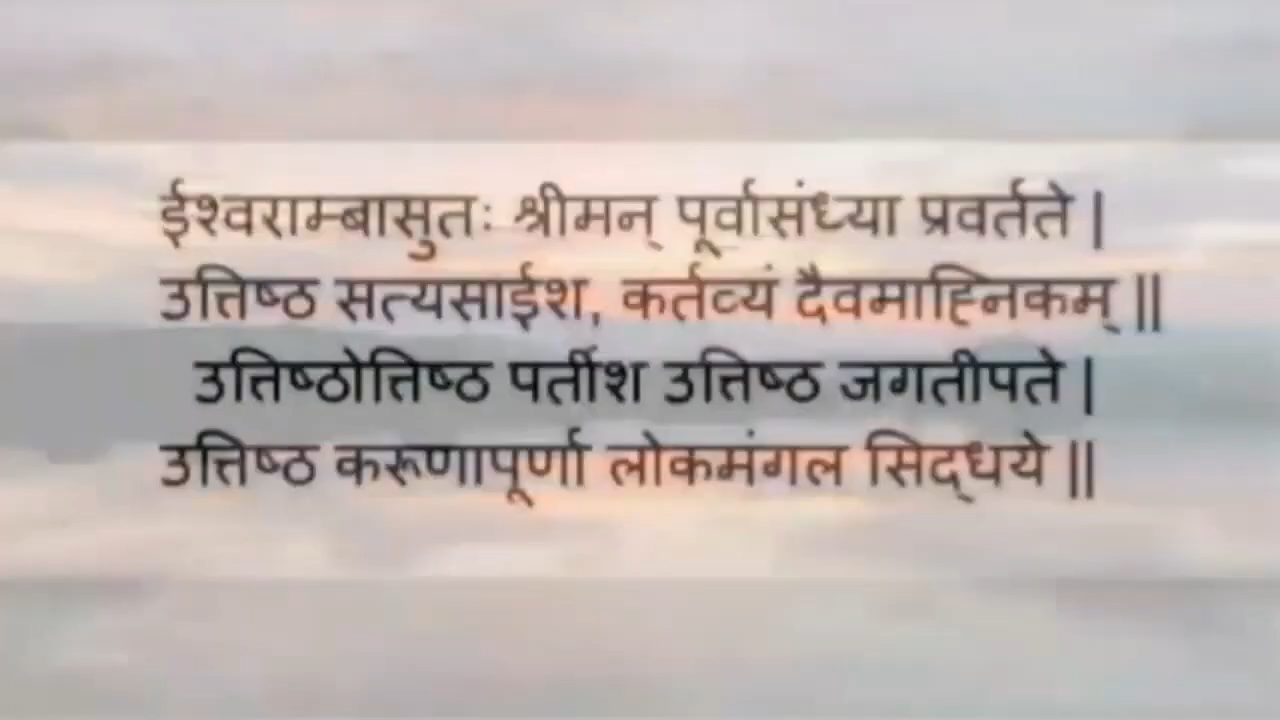 ईश्वराम्बासुतः श्रीमन् पूर्वासंध्या प्रवर्तते |
उत्तिष्ठ सत्यसाईश, कर्तव्यं दैवमाह्निकम् ||
उत्तिष्ठोत्तिष्ठ पर्तीश उत्तिष्ठ जगतीपते |
उत्तिष्ठ करूणापूर्णा लोकमंगल सिद्धये ||